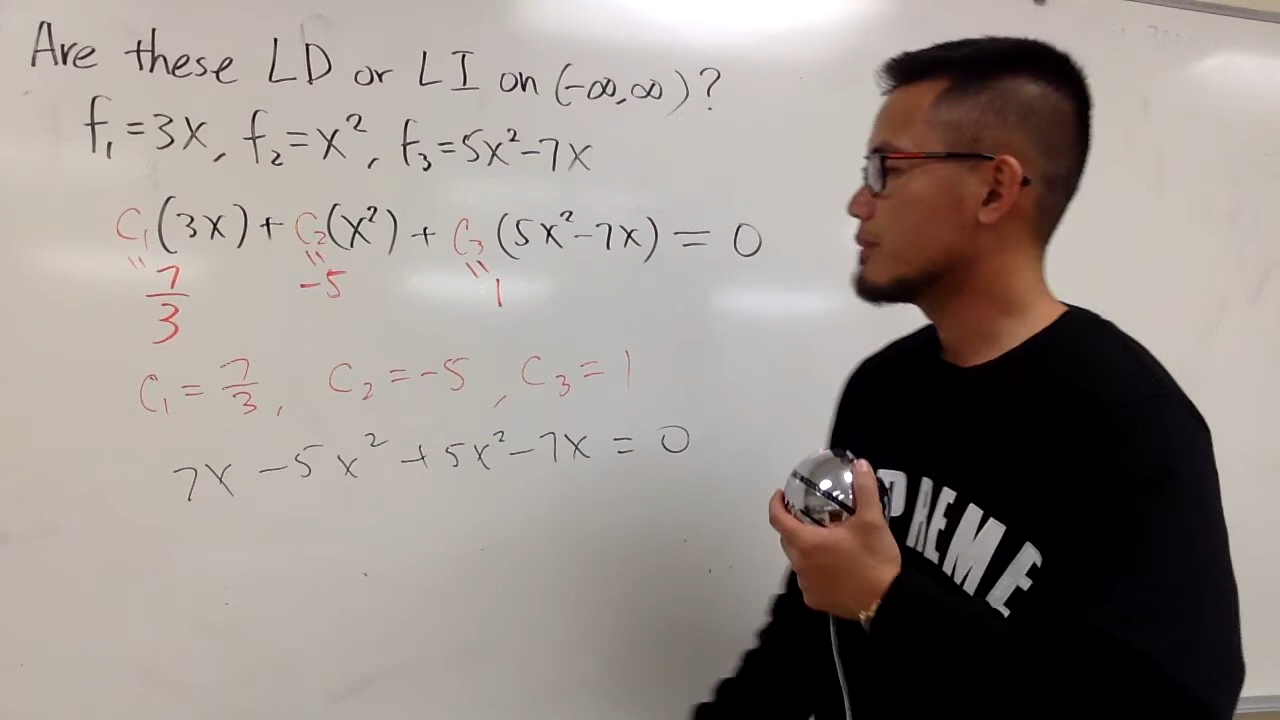 Are these LD or LI on (-∞,∞)?
f₁=3x, f₂=x², f₃=5x²-7x
C₁(3x)+C₂(x²)+C₃(5x²-7x)=0
" " "
7/3 -5 1
C₁=7/3, C₂=-5, C₃=1
7x-5x²+5x²-7x=0
PREME